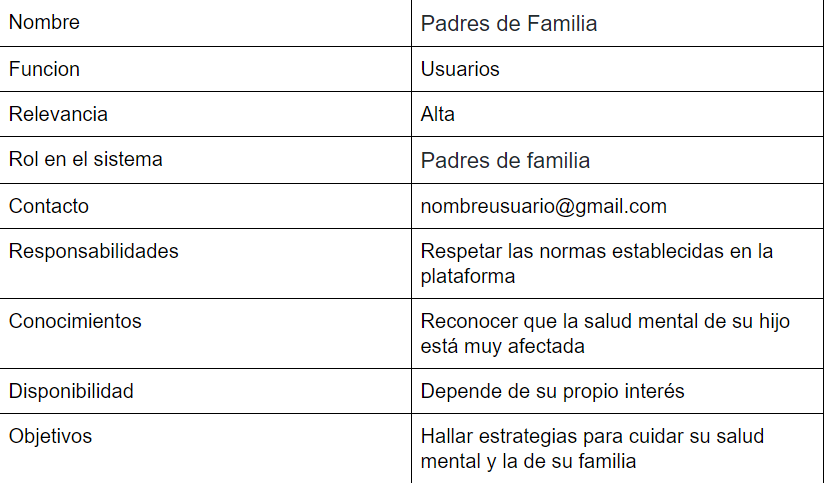 Nombre Padres de Familia
Funcion Usuarios
Relevancia Alta
Rol en el sistema Padres de familia
Contacto nombreusuario@gmail.com
Responsabilidades Respetar las normas establecidas en la
plataforma
Conocimientos Reconocer que la salud mental de su hijo
está muy afectada
Disponibilidad Depende de su propio interés
Objetivos Hallar estrategias para cuidar su salud
mental y la de su familia